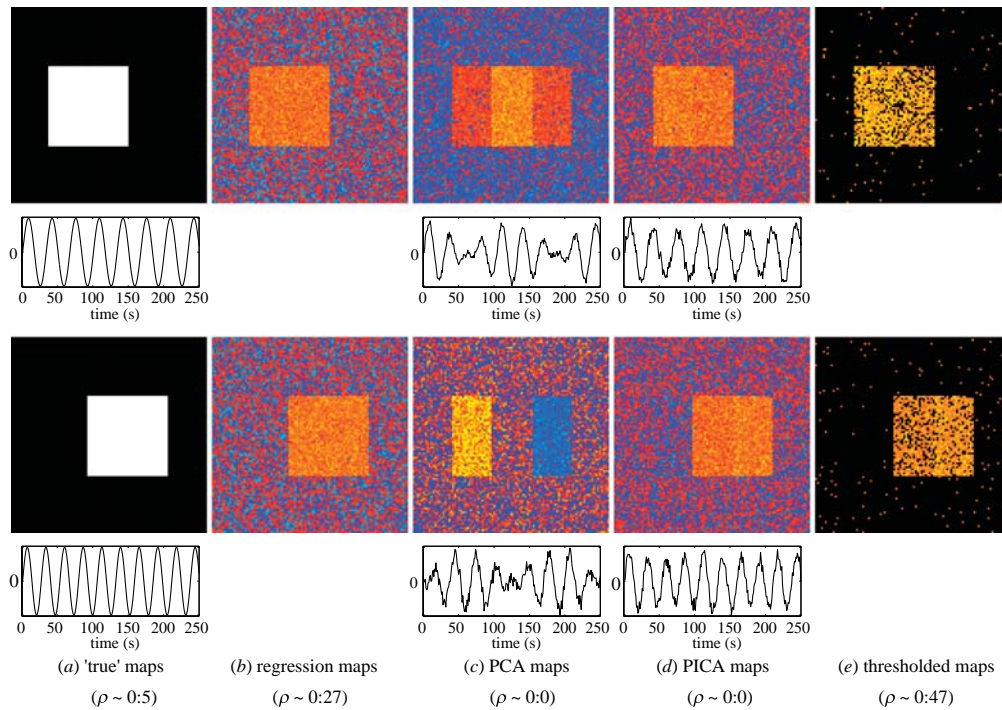 0
0
0
0 50 100 150 200 250
0 50 100 150 200 250
0 50 100 150 200 250
time (s)
time (s)
time (s)
0
0
0
0 50 100 150 200 250
0 50 100 150 200 250
0 50 100 150 200 250
time (s)
time (s)
time (s)
(a) 'true' maps
(b) regression maps
(c) PCA maps
(d) PICA maps
(e) thresholded maps
(ρ ~ 0:5)
(ρ ~ 0:27)
(ρ ~ 0:0)
(ρ ~ 0:0)
(ρ ~ 0:47)